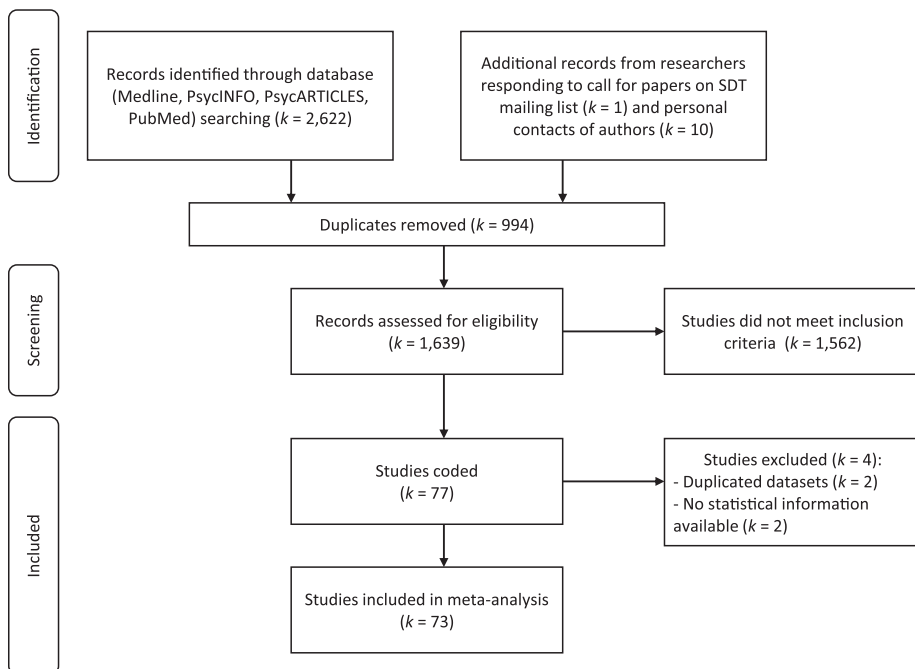 Identification
Records identified through database
(Medline, PsycINFO, PsycARTICLES,
PubMed) searching (k = 2,622)
Additional records from researchers
responding to call for papers on SDT
mailing list (k = 1) and personal
contacts of authors (k = 10)
Duplicates removed (k = 994)
Screening
Records assessed for eligibility
(k = 1,639)
Studies did not meet inclusion
criteria (k = 1,562)
Included
Studies coded
(k = 77)
Studies excluded (k = 4):
- Duplicated datasets (k = 2)
- No statistical information
available (k = 2)
Studies included in meta-analysis
(k = 73)